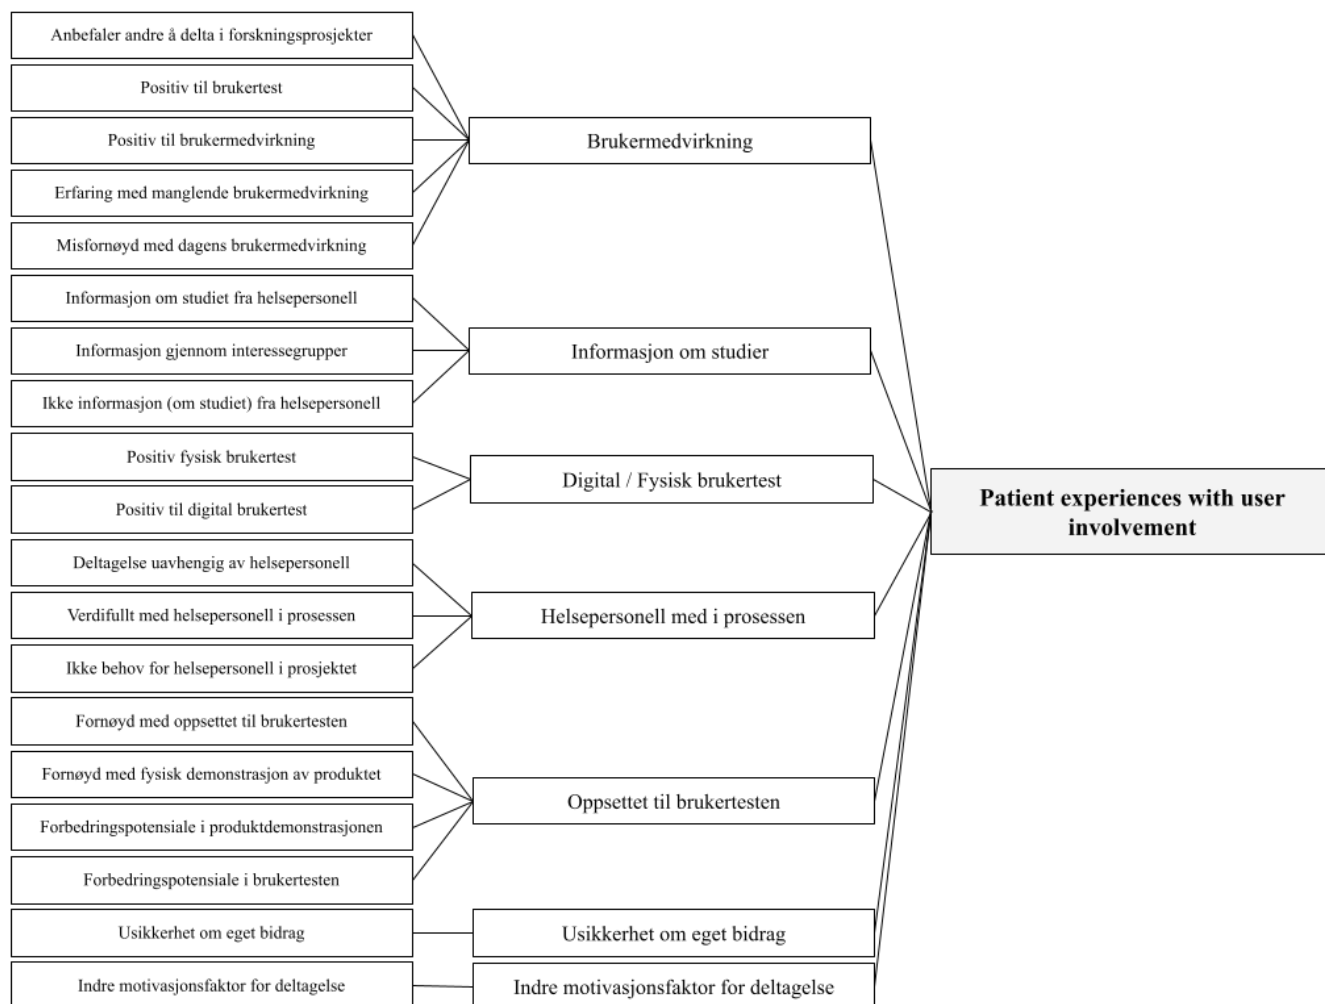 Anbefaler andre å delta i forskningsprosjekter
Positiv til brukertest
Positiv til brukermedvirkning
Erfaring med manglende brukermedvirkning
Misfornøyd med dagens brukermedvirkning
Brukermedvirkning
Informasjon om studiet fra helsepersonell
Informasjon gjennom interessegrupper
Ikke informasjon (om studiet) fra helsepersonell
Informasjon om studier
Positiv fysisk brukertest
Positiv til digital brukertest
Digital / Fysisk brukertest
Deltagelse uavhengig av helsepersonell
Verdifullt med helsepersonell i prosessen
Ikke behov for helsepersonell i prosjektet
Helsepersonell med i prosessen
Fornøyd med oppsettet til brukertesten
Fornøyd med fysisk demonstrasjon av produktet
Forbedringspotensiale i produktdemonstrasjonen
Forbedringspotensiale i brukertesten
Oppsettet til brukertesten
Usikkerhet om eget bidrag
Usikkerhet om eget bidrag
Indre motivasjonsfaktor for deltagelse
Indre motivasjonsfaktor for deltagelse
Patient experiences with user
involvement